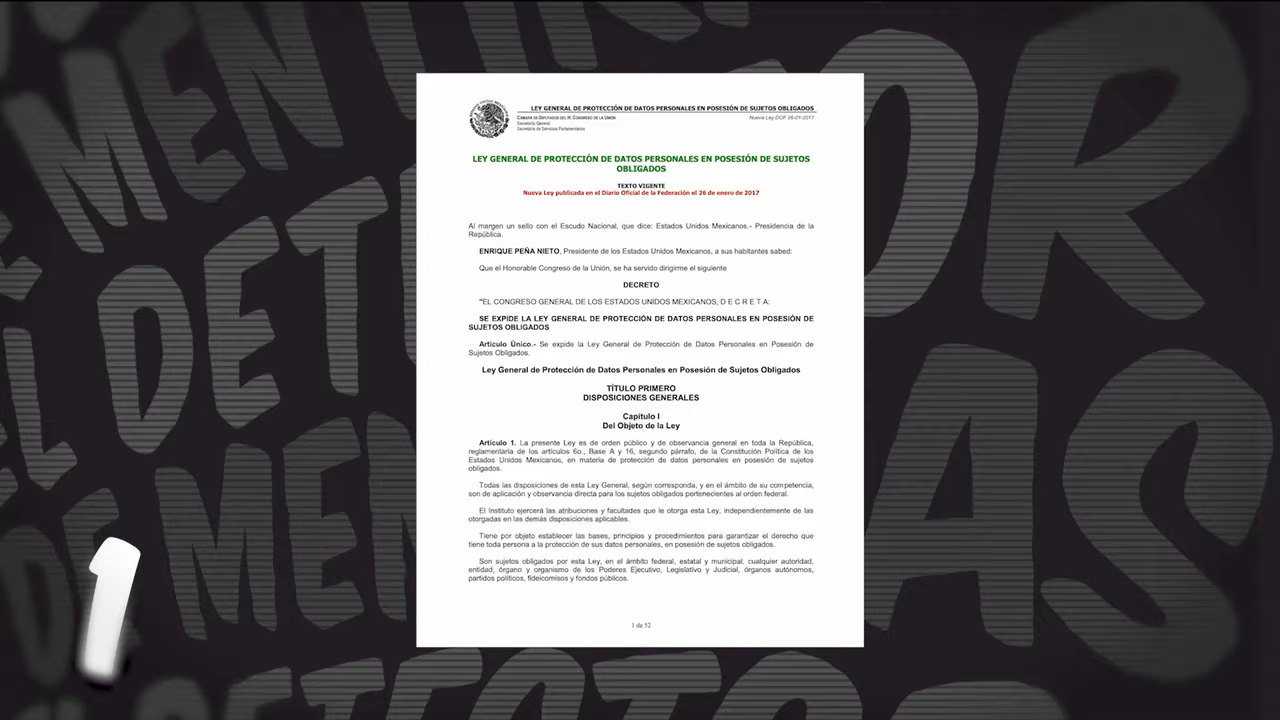 LEY GENERAL DE PROTECCIÓN DE DATOS PERSONALES EN POSESIÓN DE SUJETOS OBLIGADOS
CÁMARA DE DIPUTADOS DEL H. CONGRESO DE LA UNIÓN
Nueva Ley DOF 26-01-2017
Secretaría General
Secretaría de Servicios Parlamentarios
LEY GENERAL DE PROTECCIÓN DE DATOS PERSONALES EN POSESIÓN DE SUJETOS
OBLIGADOS
TEXTO VIGENTE
Nueva Ley publicada en el Diario Oficial de la Federación el 26 de enero de 2017
Al margen un sello con el Escudo Nacional, que dice: Estados Unidos Mexicanos.- Presidencia de la
República.
ENRIQUE PEÑA NIETO, Presidente de los Estados Unidos Mexicanos, a sus habitantes sabed:
Que el Honorable Congreso de la Unión, se ha servido dirigirme el siguiente
DECRETO
"EL CONGRESO GENERAL DE LOS ESTADOS UNIDOS MEXICANOS, D E C R E T A:
SE EXPIDE LA LEY GENERAL DE PROTECCIÓN DE DATOS PERSONALES EN POSESIÓN DE
SUJETOS OBLIGADOS
Artículo Único.- Se expide la Ley General de Protección de Datos Personales en Posesión de
Sujetos Obligados.
Ley General de Protección de Datos Personales en Posesión de Sujetos Obligados
TÍTULO PRIMERO
DISPOSICIONES GENERALES
Capítulo I
Del Objeto de la Ley
Artículo 1. La presente Ley es de orden público y de observancia general en toda la República,
reglamentaria de los artículos 6o., Base A y 16, segundo párrafo, de la Constitución Política de los
Estados Unidos Mexicanos, en materia de protección de datos personales en posesión de sujetos
obligados.
Todas las disposiciones de esta Ley General, según corresponda, y en el ámbito de su competencia,
son de aplicación y observancia directa para los sujetos obligados pertenecientes al orden federal.
El Instituto ejercerá las atribuciones y facultades que le otorga esta Ley, independientemente de las
otorgadas en las demás disposiciones aplicables.
Tiene por objeto establecer las bases, principios y procedimientos para garantizar el derecho que
tiene toda persona a la protección de sus datos personales, en posesión de sujetos obligados.
Son sujetos obligados por esta Ley, en el ámbito federal, estatal y municipal, cualquier autoridad,
entidad, órgano y organismo de los Poderes Ejecutivo, Legislativo y Judicial, órganos autónomos,
partidos políticos, fideicomisos y fondos públicos.
1 de 52
1